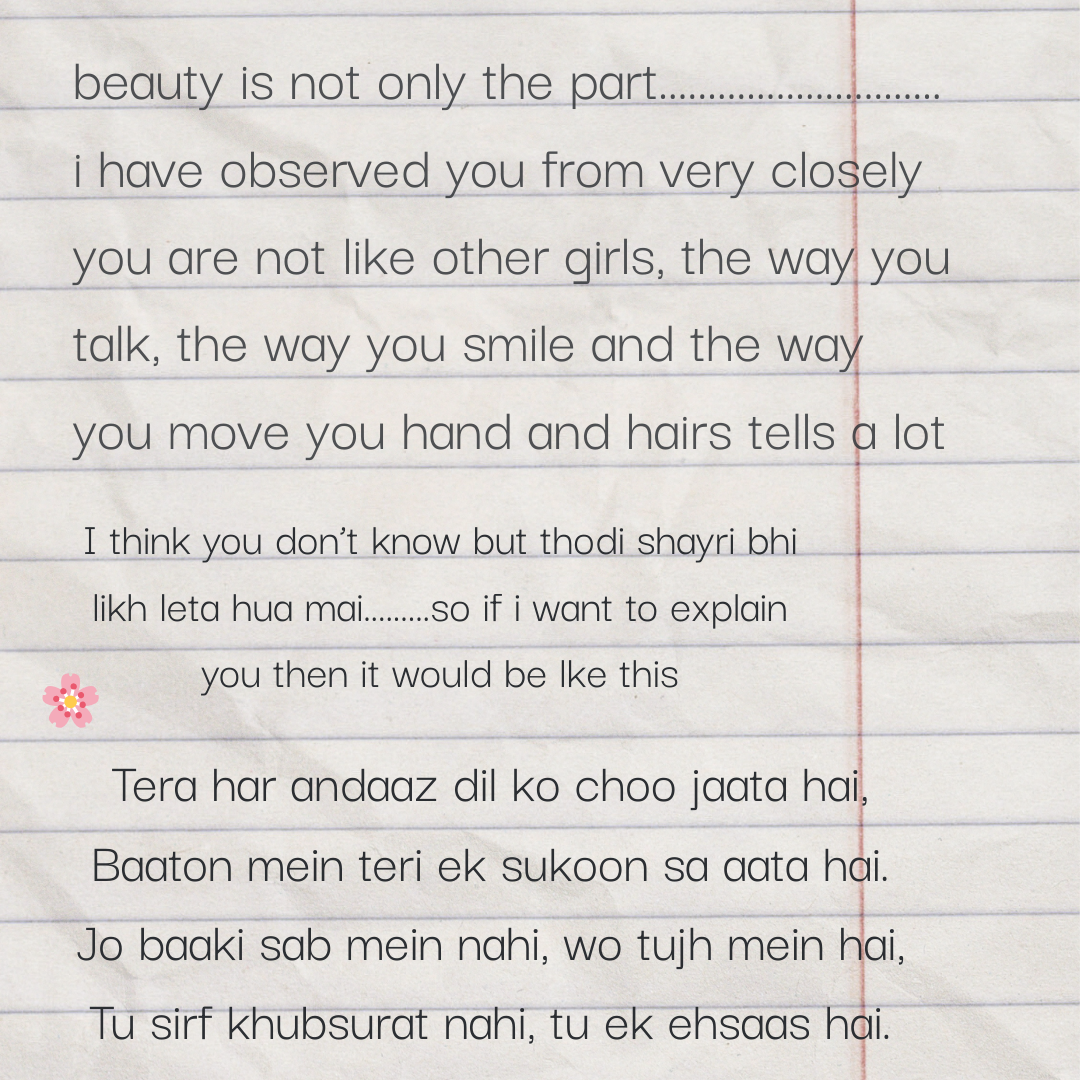 beauty is not only the part............................
i have observed you from very closely
you are not like other girls, the way you
talk, the way you smile and the way
you move you hand and hairs tells a lot
I think you don't know but thodi shayri bhi
likh leta hua mai.........so if i want to explain
you then it would be lke this
Tera har andaaz dil ko choo jaata hai,
Baaton mein teri ek sukoon sa aata hai.
Jo baaki sab mein nahi, wo tujh mein hai,
Tu sirf khubsurat nahi, tu ek ehsaas hai.